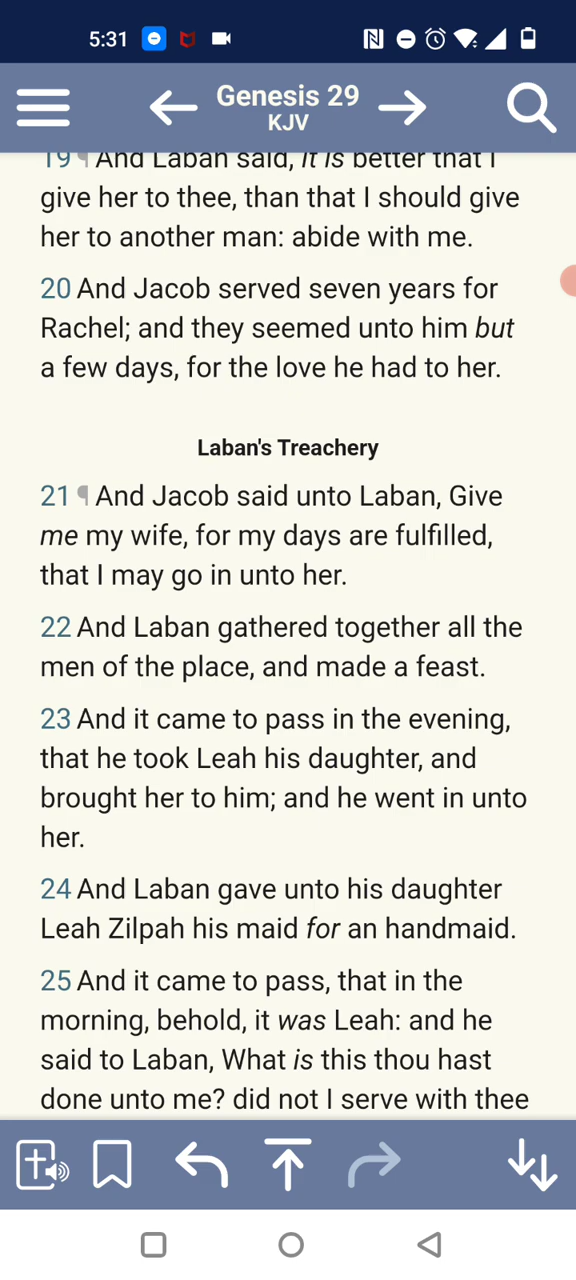 5:31
Genesis 29
KJV
19 ¶ And Laban said, It is better that I
give her to thee, than that I should give
her to another man: abide with me.
20 And Jacob served seven years for
Rachel; and they seemed unto him but
a few days, for the love he had to her.
Laban's Treachery
21 ¶ And Jacob said unto Laban, Give
me my wife, for my days are fulfilled,
that I may go in unto her.
22 And Laban gathered together all the
men of the place, and made a feast.
23 And it came to pass in the evening,
that he took Leah his daughter, and
brought her to him; and he went in unto
her.
24 And Laban gave unto his daughter
Leah Zilpah his maid for an handmaid.
25 And it came to pass, that in the
morning, behold, it was Leah: and he
said to Laban, What is this thou hast
done unto me? did not I serve with thee